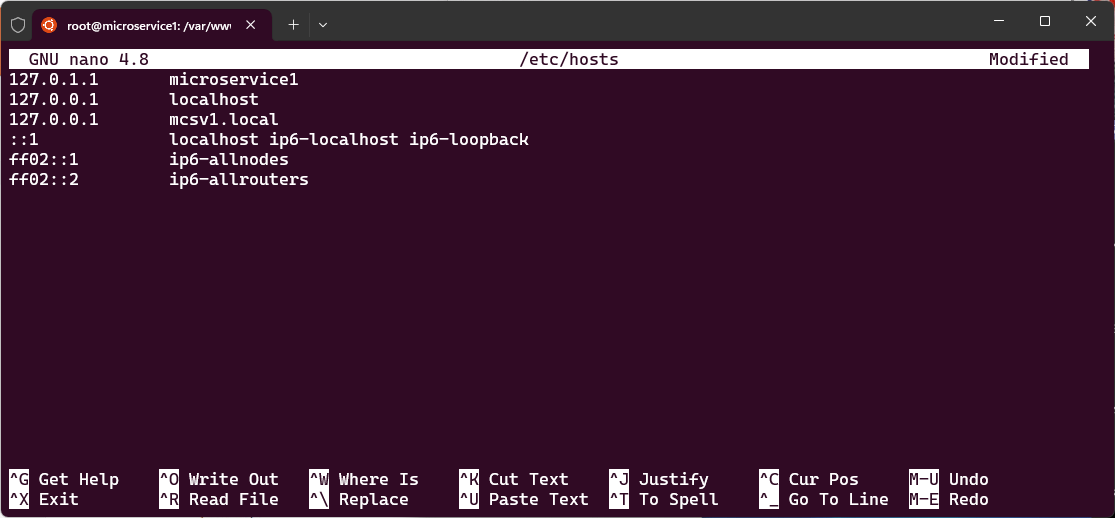 root@microservice1: /var/ww
GNU nano 4.8 /etc/hosts Modified
127.0.1.1 microservice1
127.0.0.1 localhost
127.0.0.1 mcsv1.local
::1 localhost ip6-localhost ip6-loopback
ff02::1 ip6-allnodes
ff02::2 ip6-allrouters
^G Get Help ^O Write Out ^W Where Is ^K Cut Text ^J Justify ^C Cur Pos M-U Undo
^X Exit ^R Read File ^\ Replace ^U Paste Text ^T To Spell ^_ Go To Line M-E Redo